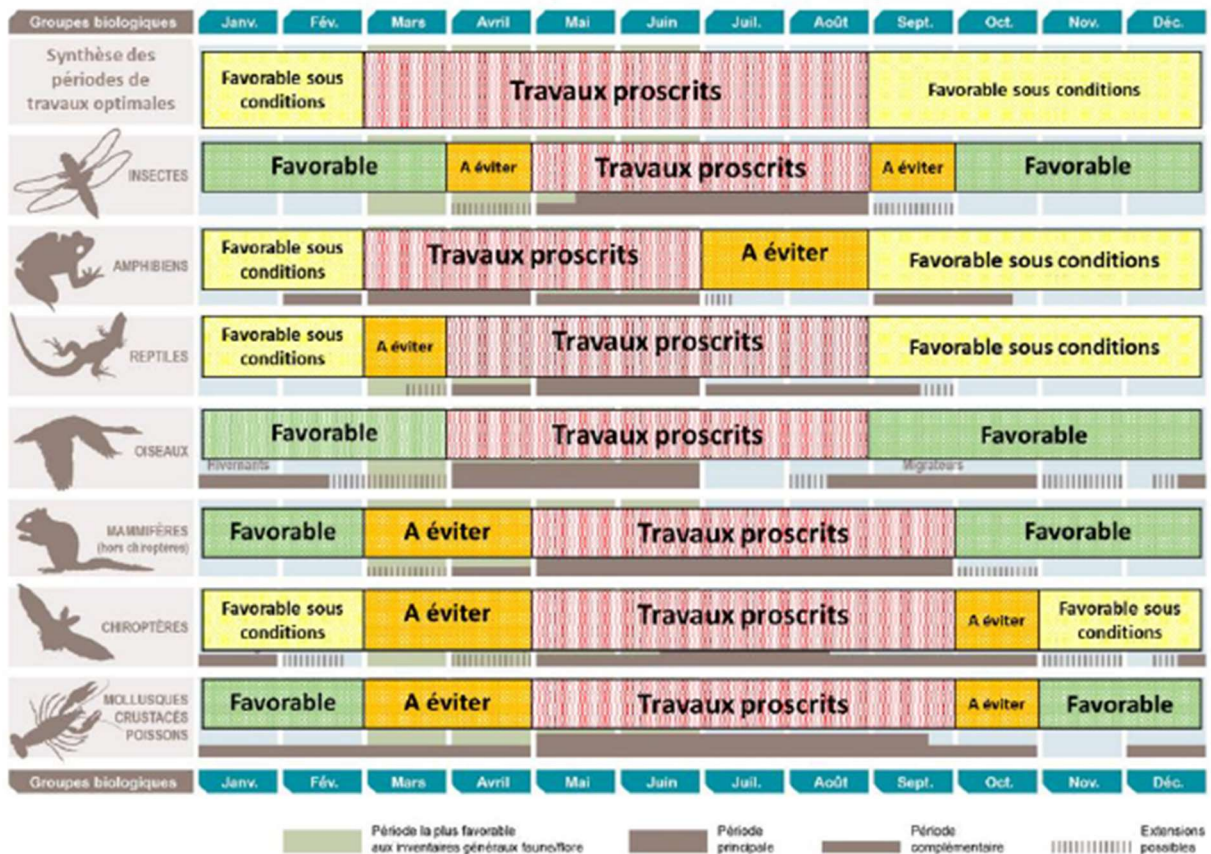 Groupes biologiques Janv. Fév. Mars Avril Mai Juin Juil. Août Sept. Oct. Nov. Déc.
Synthèse des
périodes de
travaux optimales
Favorable sous
conditions
Travaux proscrits
Favorable sous conditions
INSECTES
Favorable
A éviter
Travaux proscrits
A éviter
Favorable
AMPHIBIENS
Favorable sous
conditions
Travaux proscrits
A éviter
Favorable sous conditions
REPTILES
Favorable sous
conditions
A éviter
Travaux proscrits
Favorable sous conditions
OISEAUX
Favorable
Travaux proscrits
Favorable
Hivernants
Migrateurs
MAMMIFÈRES
(hors chiroptères)
Favorable
A éviter
Travaux proscrits
Favorable
CHIROPTÈRES
Favorable sous
conditions
A éviter
Travaux proscrits
A éviter
Favorable sous
conditions
MOLLUSQUES
CRUSTACÉS
POISSONS
Favorable
A éviter
Travaux proscrits
A éviter
Favorable
Groupes biologiques Janv. Fév. Mars Avril Mai Juin Juil. Août Sept. Oct. Nov. Déc.
Période la plus favorable
aux inventaires généraux faune/flore
Période
principale
Période
complémentaire
Extensions
possibles